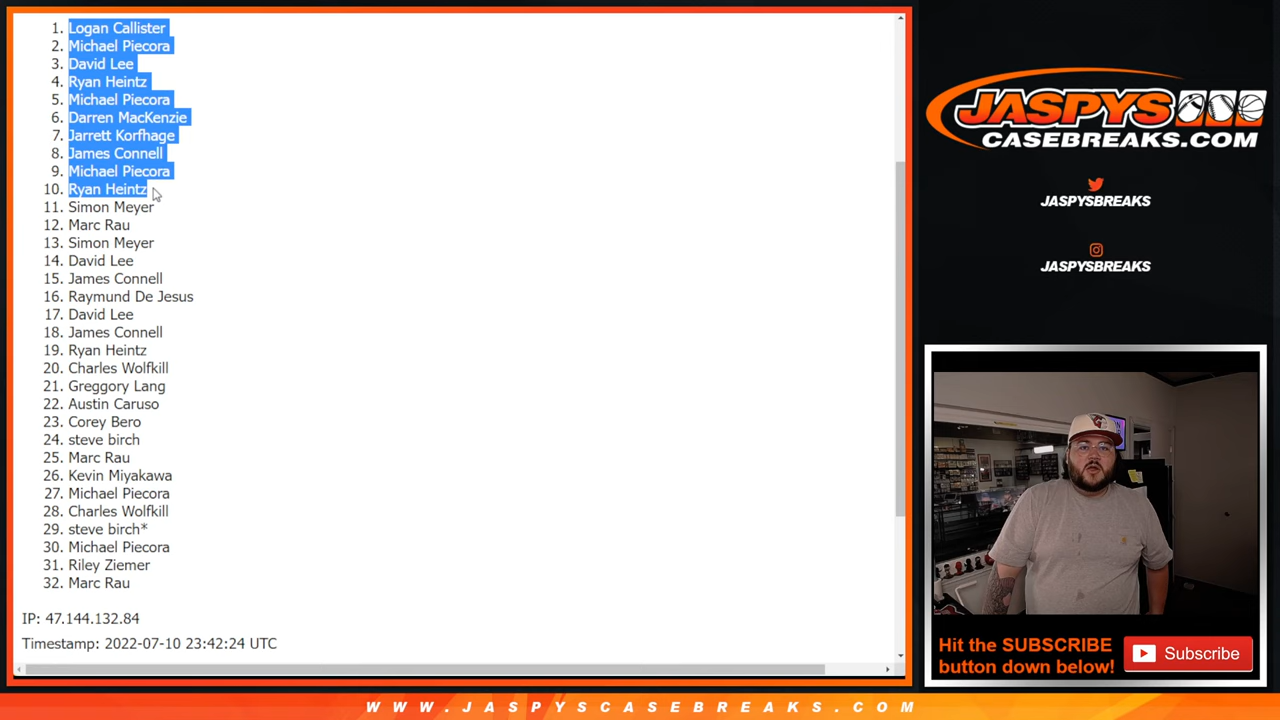 1. Logan Callister
2. Michael Piecora
3. David Lee
4. Ryan Heintz
5. Michael Piecora
6. Darren MacKenzie
7. Jarrett Korfhage
8. James Connell
9. Michael Piecora
10. Ryan Heintz
11. Simon Meyer
12. Marc Rau
13. Simon Meyer
14. David Lee
15. James Connell
16. Raymund De Jesus
17. David Lee
18. James Connell
19. Ryan Heintz
20. Charles Wolfkill
21. Greggory Lang
22. Austin Caruso
23. Corey Bero
24. steve birch
25. Marc Rau
26. Kevin Miyakawa
27. Michael Piecora
28. Charles Wolfkill
29. steve birch*
30. Michael Piecora
31. Riley Ziemer
32. Marc Rau
IP: 47.144.132.84
Timestamp: 2022-07-10 23:42:24 UTC
JASPYS
CASEBREAKS.COM
JASPYSBREAKS
JASPYSBREAKS
Hit the SUBSCRIBE
button down below!
Subscribe
WWW.JASPYSCASEBREAKS.COM